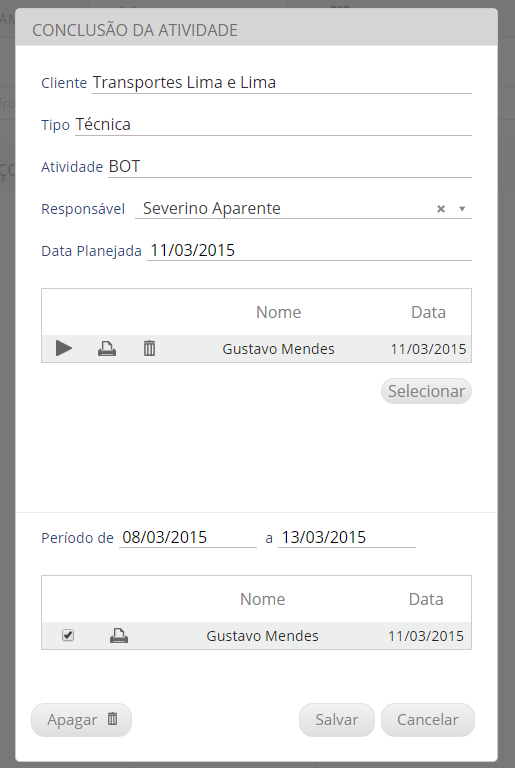 CONCLUSÃO DA ATIVIDADE
Cliente Transportes Lima e Lima
Tipo Técnica
Atividade BOT
Responsável Severino Aparente
Data Planejada 11/03/2015
Nome Data
Gustavo Mendes 11/03/2015
Selecionar
Período de 08/03/2015 a 13/03/2015
Nome Data
Gustavo Mendes 11/03/2015
Apagar Salvar Cancelar